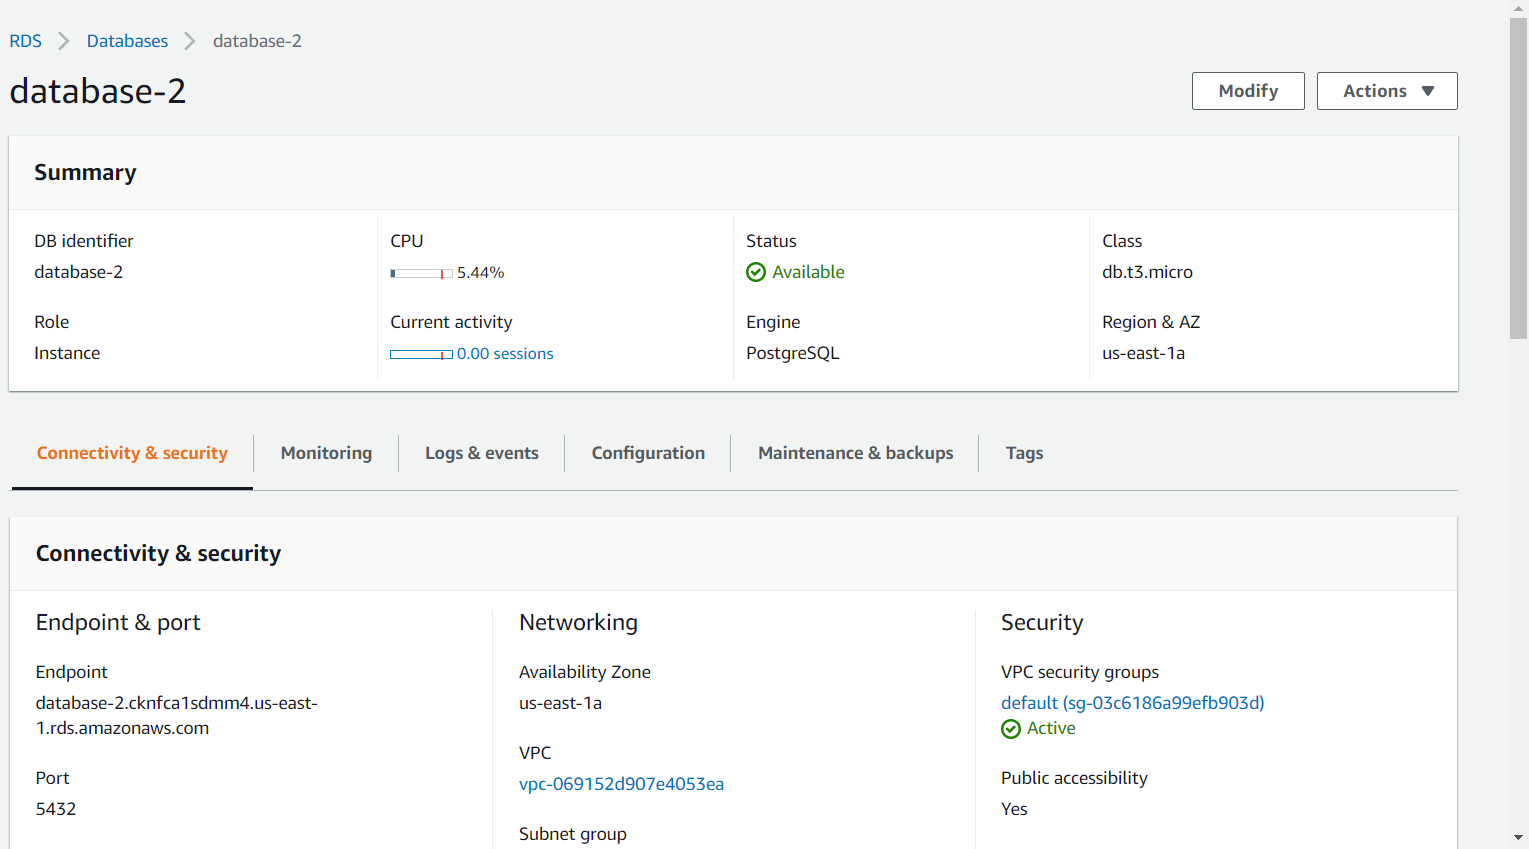 RDS > Databases > database-2
database-2
Modify
Actions
Summary
DB identifier
database-2
CPU
5.44%
Status
Available
Class
db.t3.micro
Role
Instance
Current activity
0.00 sessions
Engine
PostgreSQL
Region & AZ
us-east-1a
Connectivity & security
Monitoring
Logs & events
Configuration
Maintenance & backups
Tags
Connectivity & security
Endpoint & port
Endpoint
database-2.cknfca1sdmm4.us-east-
1.rds.amazonaws.com
Port
5432
Networking
Availability Zone
us-east-1a
VPC
vpc-069152d907e4053ea
Subnet group
Security
VPC security groups
default (sg-03c6186a99efb903d)
Active
Public accessibility
Yes